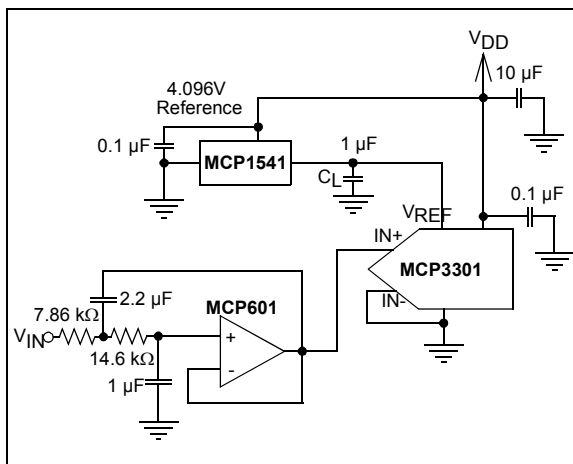 VDD
10 µF
4.096V
Reference
0.1 µF
MCP1541
1 µF
CL
VREF
0.1 µF
IN+
MCP3301
IN-
2.2 µF
MCP601
7.86 kΩ
VIN
14.6 kΩ
+
-
1 µF